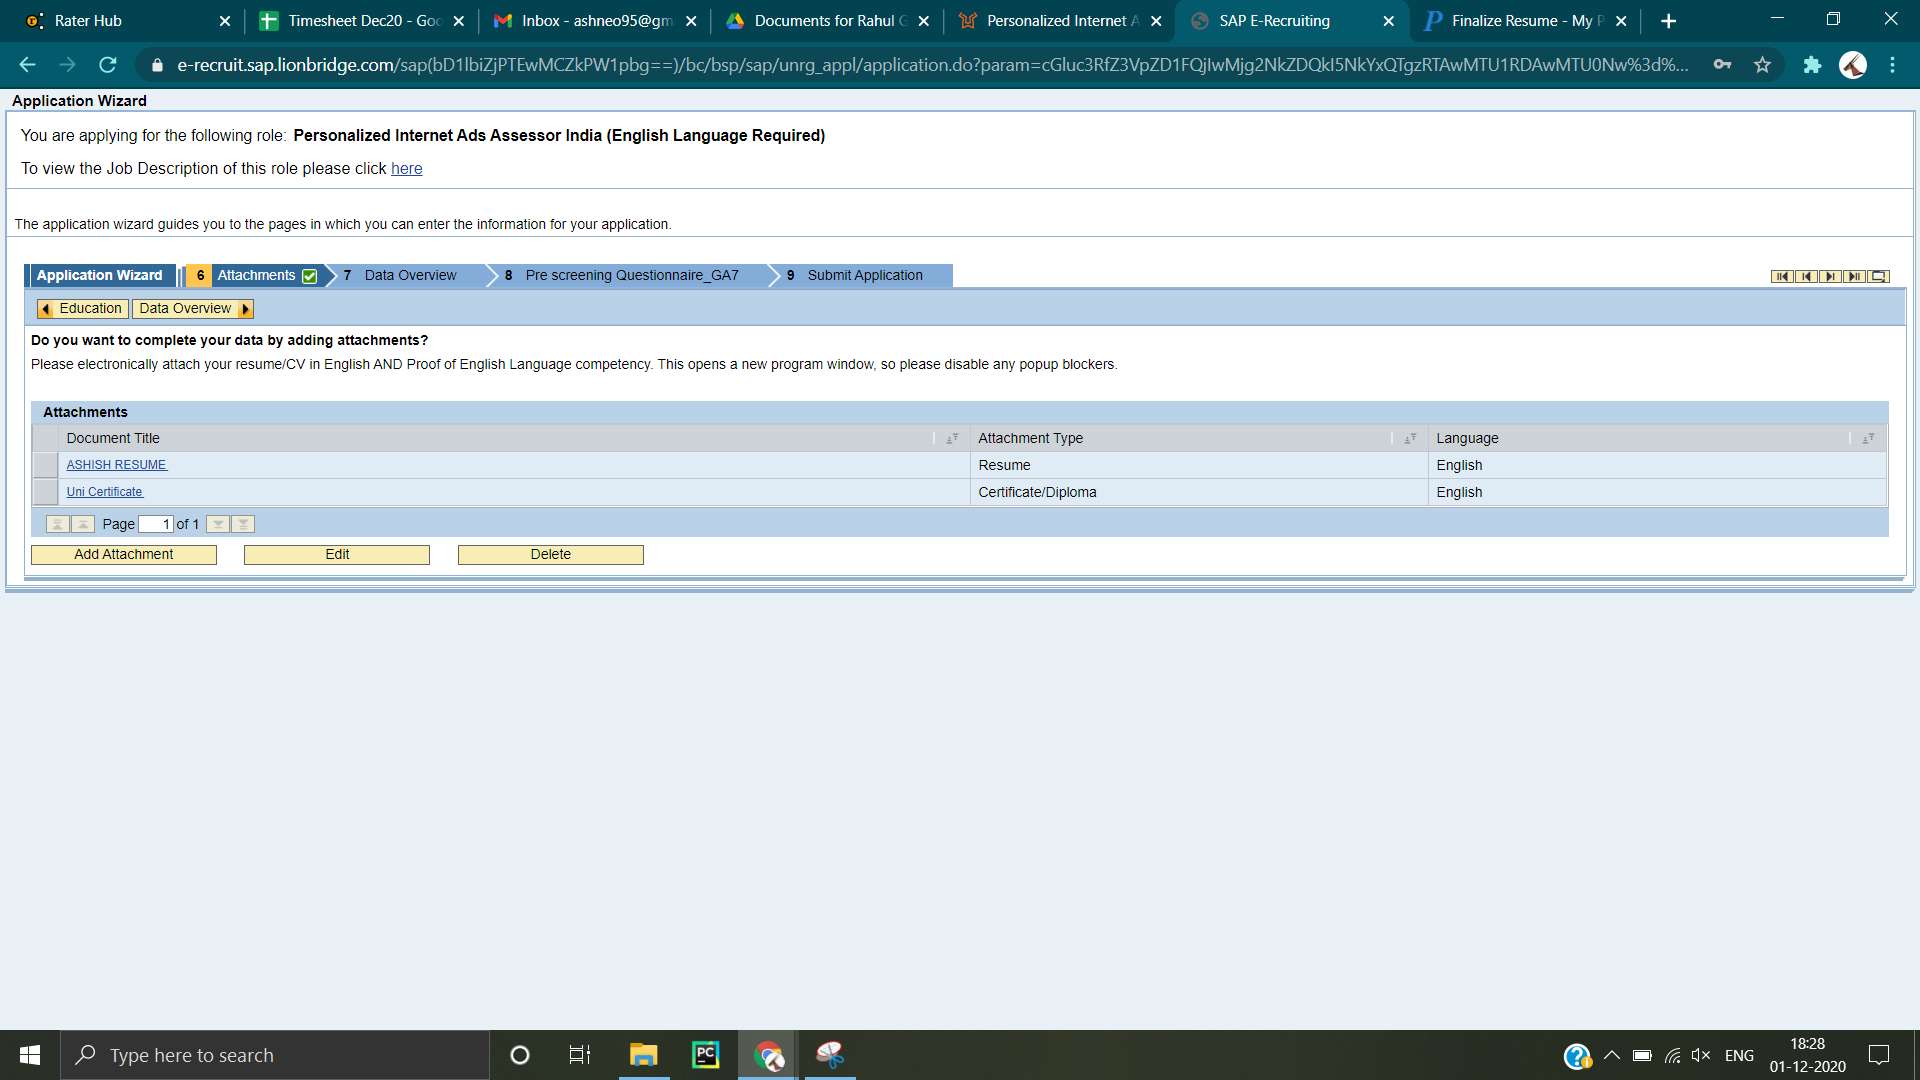 Rater Hub
Timesheet Dec20 - Goo
Inbox - ashneo95@gm
Documents for Rahul G
Personalized Internet A
SAP E-Recruiting
Finalize Resume - My P
e-recruit.sap.lionbridge.com/sap(bD1lbiZjPTEwMCZkPW1pbg==)/bc/bsp/sap/unrg_appl/application.do?param=cGluc3RfZ3VpZD1FQjIwMjg2NkZDQkI5NkYxQTgzRTAwMTU1RDAwMTU0Nw%3d%...
Application Wizard
You are applying for the following role: Personalized Internet Ads Assessor India (English Language Required)
To view the Job Description of this role please click here
The application wizard guides you to the pages in which you can enter the information for your application.
Application Wizard 6 Attachments 7 Data Overview 8 Pre screening Questionnaire_GA7 9 Submit Application
Education Data Overview
Do you want to complete your data by adding attachments?
Please electronically attach your resume/CV in English AND Proof of English Language competency. This opens a new program window, so please disable any popup blockers.
Attachments
Document Title Attachment Type Language
ASHISH RESUME Resume English
Uni Certificate Certificate/Diploma English
Page 1 of 1
Add Attachment Edit Delete
Type here to search
PC
ENG
18:28
01-12-2020